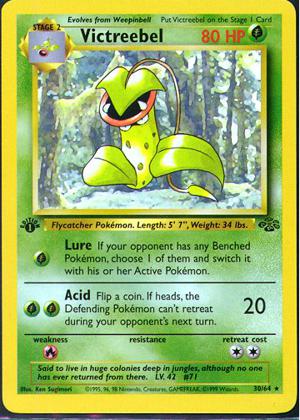 Evolves from Weepinbell Put Victreebel on the Stage 1 Card
STAGE 2
Victreebel 80 HP
Flycatcher Pokémon. Length: 5' 7", Weight: 34 lbs.
EDITION
1
Lure If your opponent has any Benched
Pokémon, choose 1 of them and switch it
with his or her Active Pokémon.
Acid Flip a coin. If heads, the
Defending Pokémon can't retreat
during your opponent's next turn.
20
weakness resistance retreat cost
Said to live in huge colonies deep in jungles, although no one
has ever returned from there. LV. 42 #71
Illus. Ken Sugimori ©1995, 96, 98 Nintendo, Creatures, GAMEFREAK. ©1999 Wizards. 30/64 ★